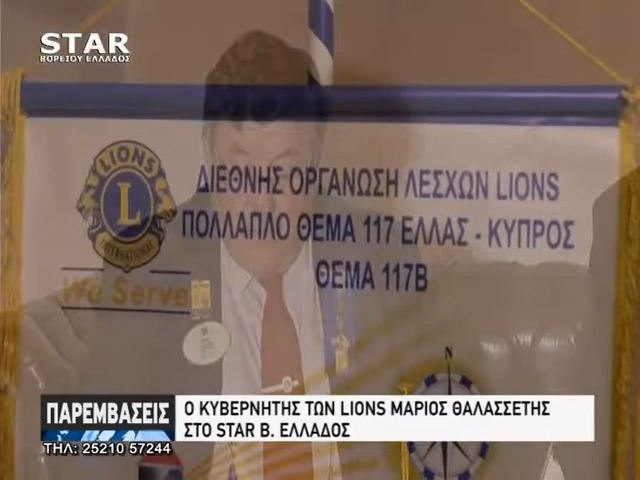 STAR
ΒΟΡΕΙΟΥ ΕΛΛΑΔΟΣ
LIONS
L
INTERNATIONAL
We Serve
ΔΙΕΘΝΗΣ ΟΡΓΑΝΩΣΗ ΛΕΣΧΩΝ LIONS
ΠΟΛΛΑΠΛΟ ΘΕΜΑ 117 ΕΛΛΑΣ - ΚΥΠΡΟΣ
ΘΕΜΑ 117Β
N
ΠΑΡΕΜΒΑΣΕΙΣ
ΤΗΛ: 25210 57244
Ο ΚΥΒΕΡΝΗΤΗΣ ΤΩΝ LIONS ΜΑΡΙΟΣ ΘΑΛΑΣΣΕΤΗΣ
ΣΤΟ STAR Β. ΕΛΛΑΔΟΣ